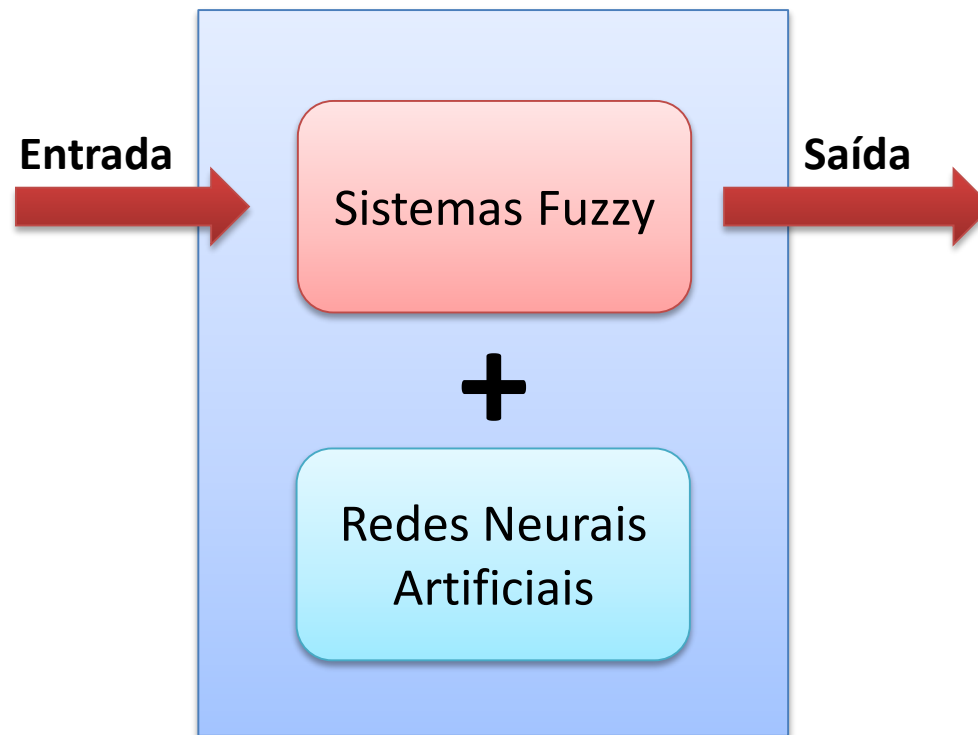 Entrada
Saída
Sistemas Fuzzy
+
Redes Neurais
Artificiais